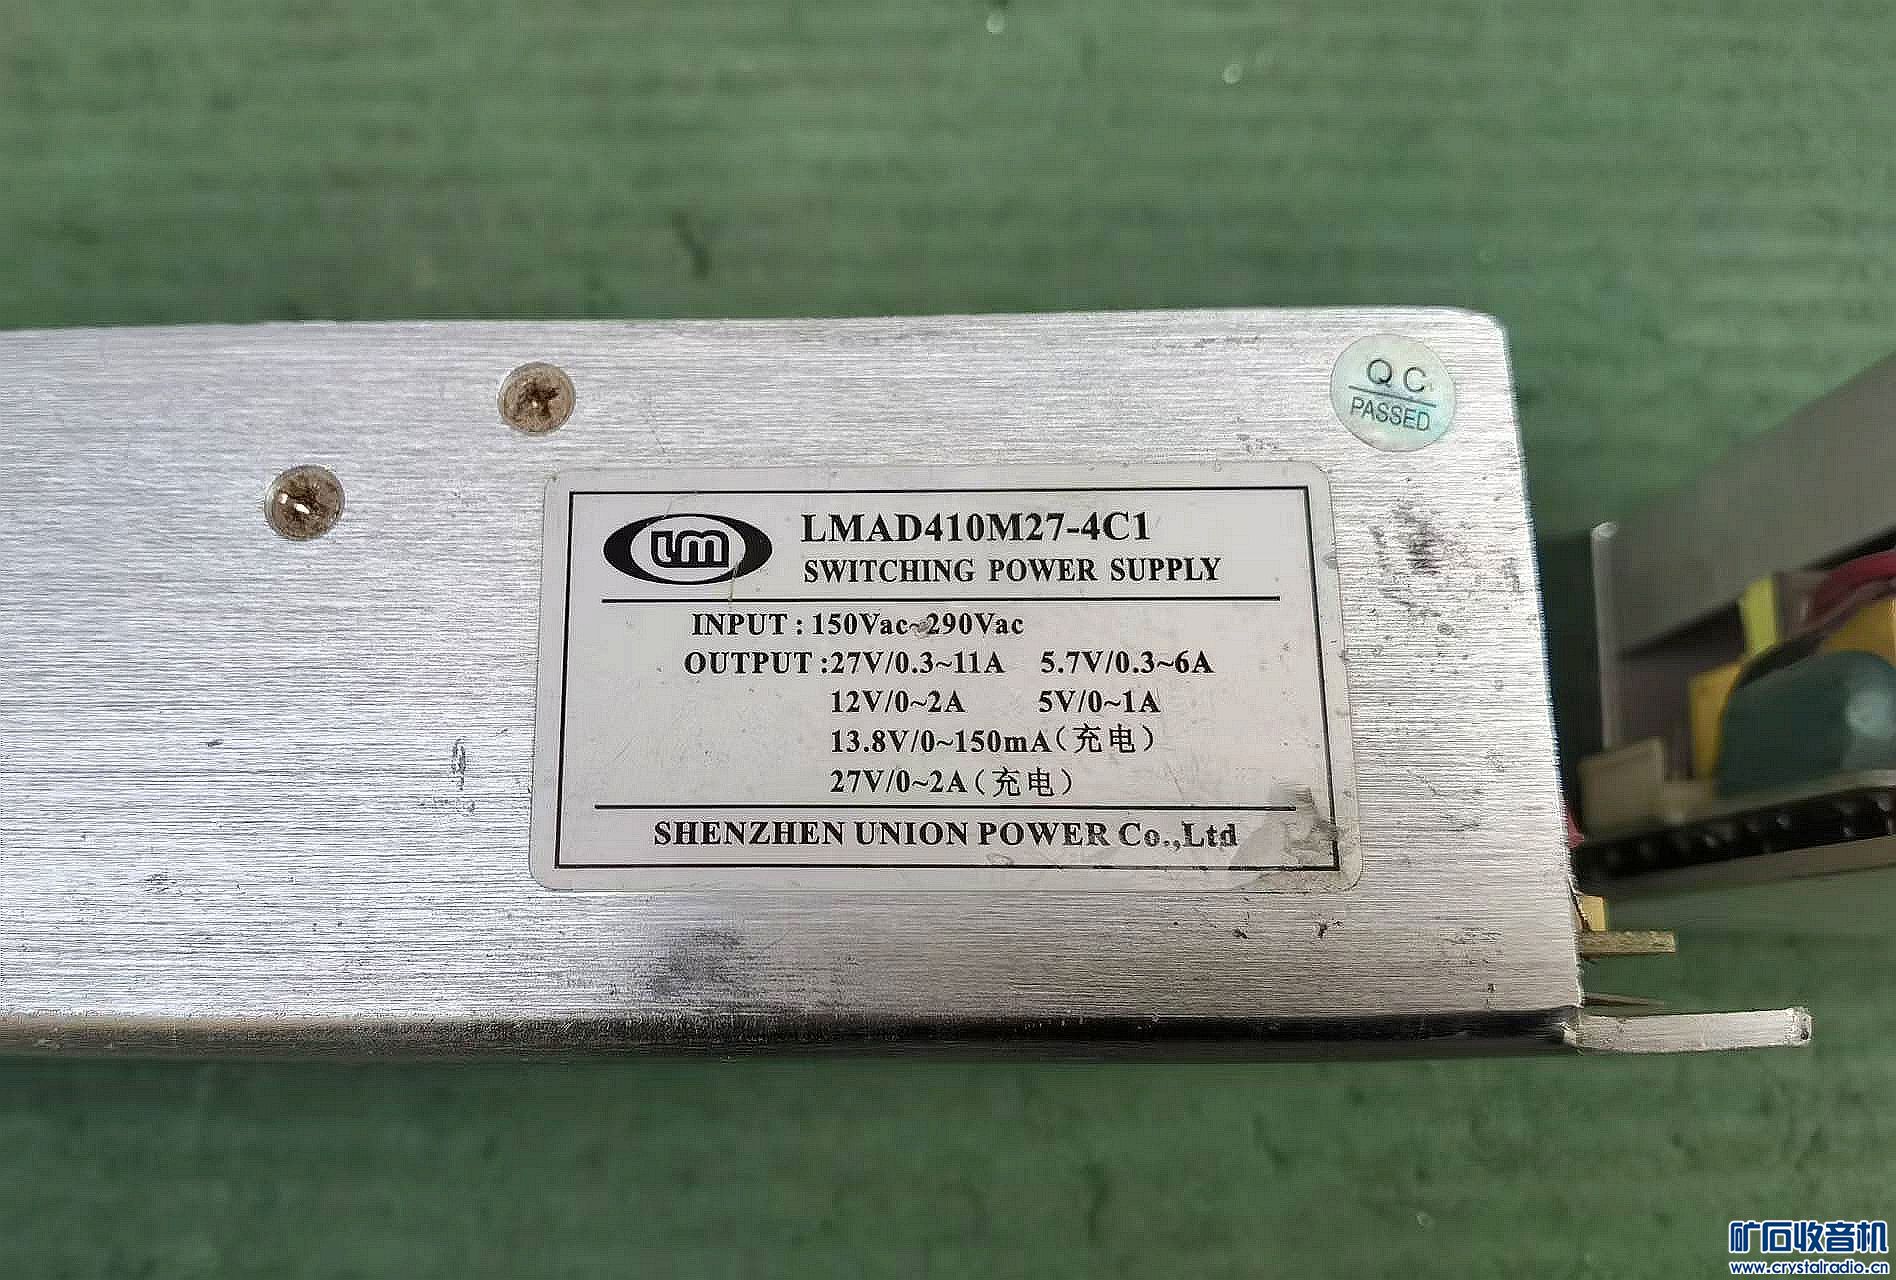 QC
PASSED
LM
LMAD410M27-4C1
SWITCHING POWER SUPPLY
INPUT : 150Vac~290Vac
OUTPUT :27V/0.3~11A 5.7V/0.3~6A
12V/0~2A 5V/0~1A
13.8V/0~150mA(充电)
27V/0~2A(充电)
SHENZHEN UNION POWER Co.,Ltd
矿石收音机
www.crystalradio.cn